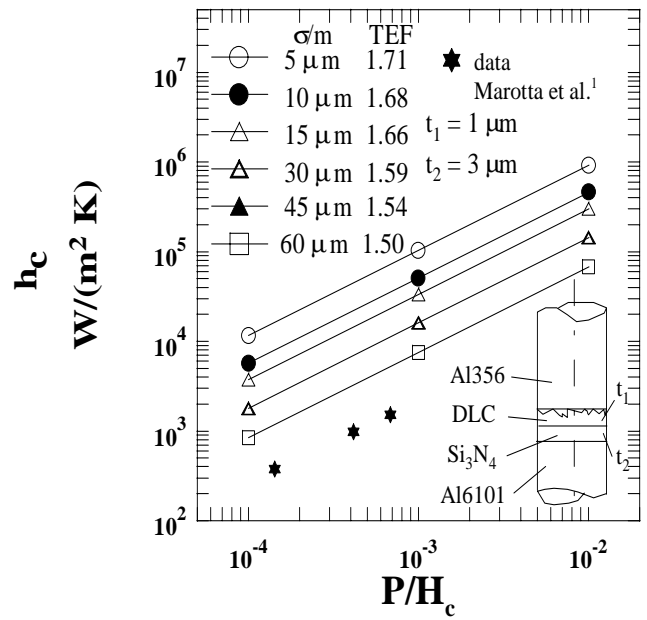 σ/m TEF
5 μm 1.71
10 μm 1.68
15 μm 1.66
30 μm 1.59
45 μm 1.54
60 μm 1.50
data
Marotta et al.¹
t₁ = 1 μm
t₂ = 3 μm
h_c
W/(m² K)
10⁷
10⁶
10⁵
10⁴
10³
10²
10⁻⁴
10⁻³
10⁻²
P/H_c
Al356
DLC
Si₃N₄
Al6101
t₁
t₂